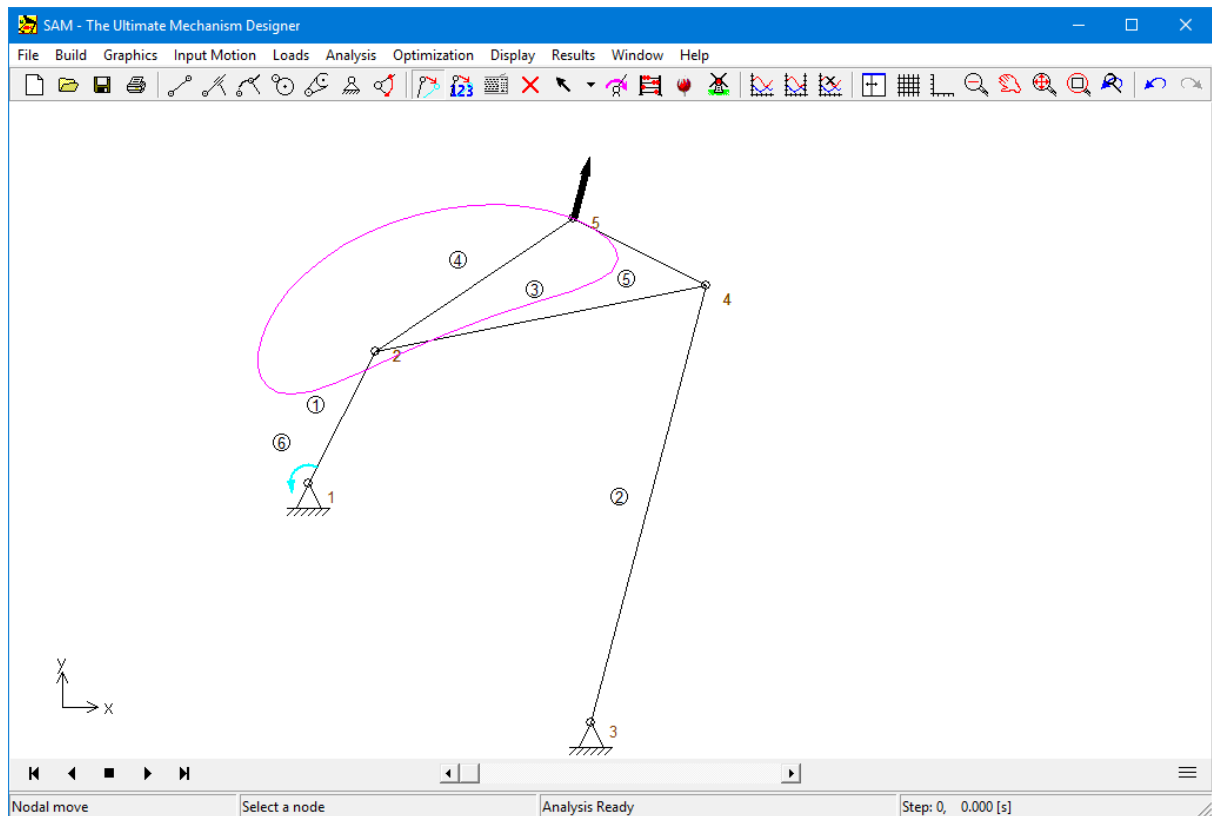 SAM - The Ultimate Mechanism Designer
File Build Graphics Input Motion Loads Analysis Optimization Display Results Window Help
123
5
4
3
5
4
2
1
6
1
2
3
y
x
Nodal move Select a node Analysis Ready Step: 0, 0.000 [s]